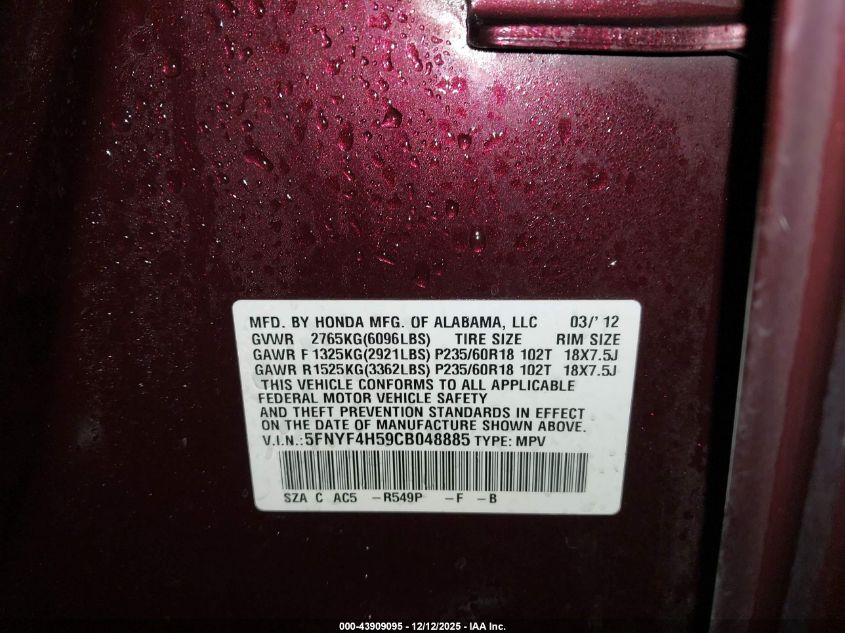 MFD. BY HONDA MFG. OF ALABAMA, LLC 03/'12
GVWR 2765KG(6096LBS) TIRE SIZE RIM SIZE
GAWR F 1325KG(2921LBS) P235/60R18 102T 18X7.5J
GAWR R 1525KG(3362LBS) P235/60R18 102T 18X7.5J
THIS VEHICLE CONFORMS TO ALL APPLICABLE
FEDERAL MOTOR VEHICLE SAFETY
AND THEFT PREVENTION STANDARDS IN EFFECT
ON THE DATE OF MANUFACTURE SHOWN ABOVE.
V.I.N.: 5FNYF4H59CB048885 TYPE: MPV
SZA C AC5 -R549P -F -B
000-43909095 - 12/12/2025 - IAA Inc.